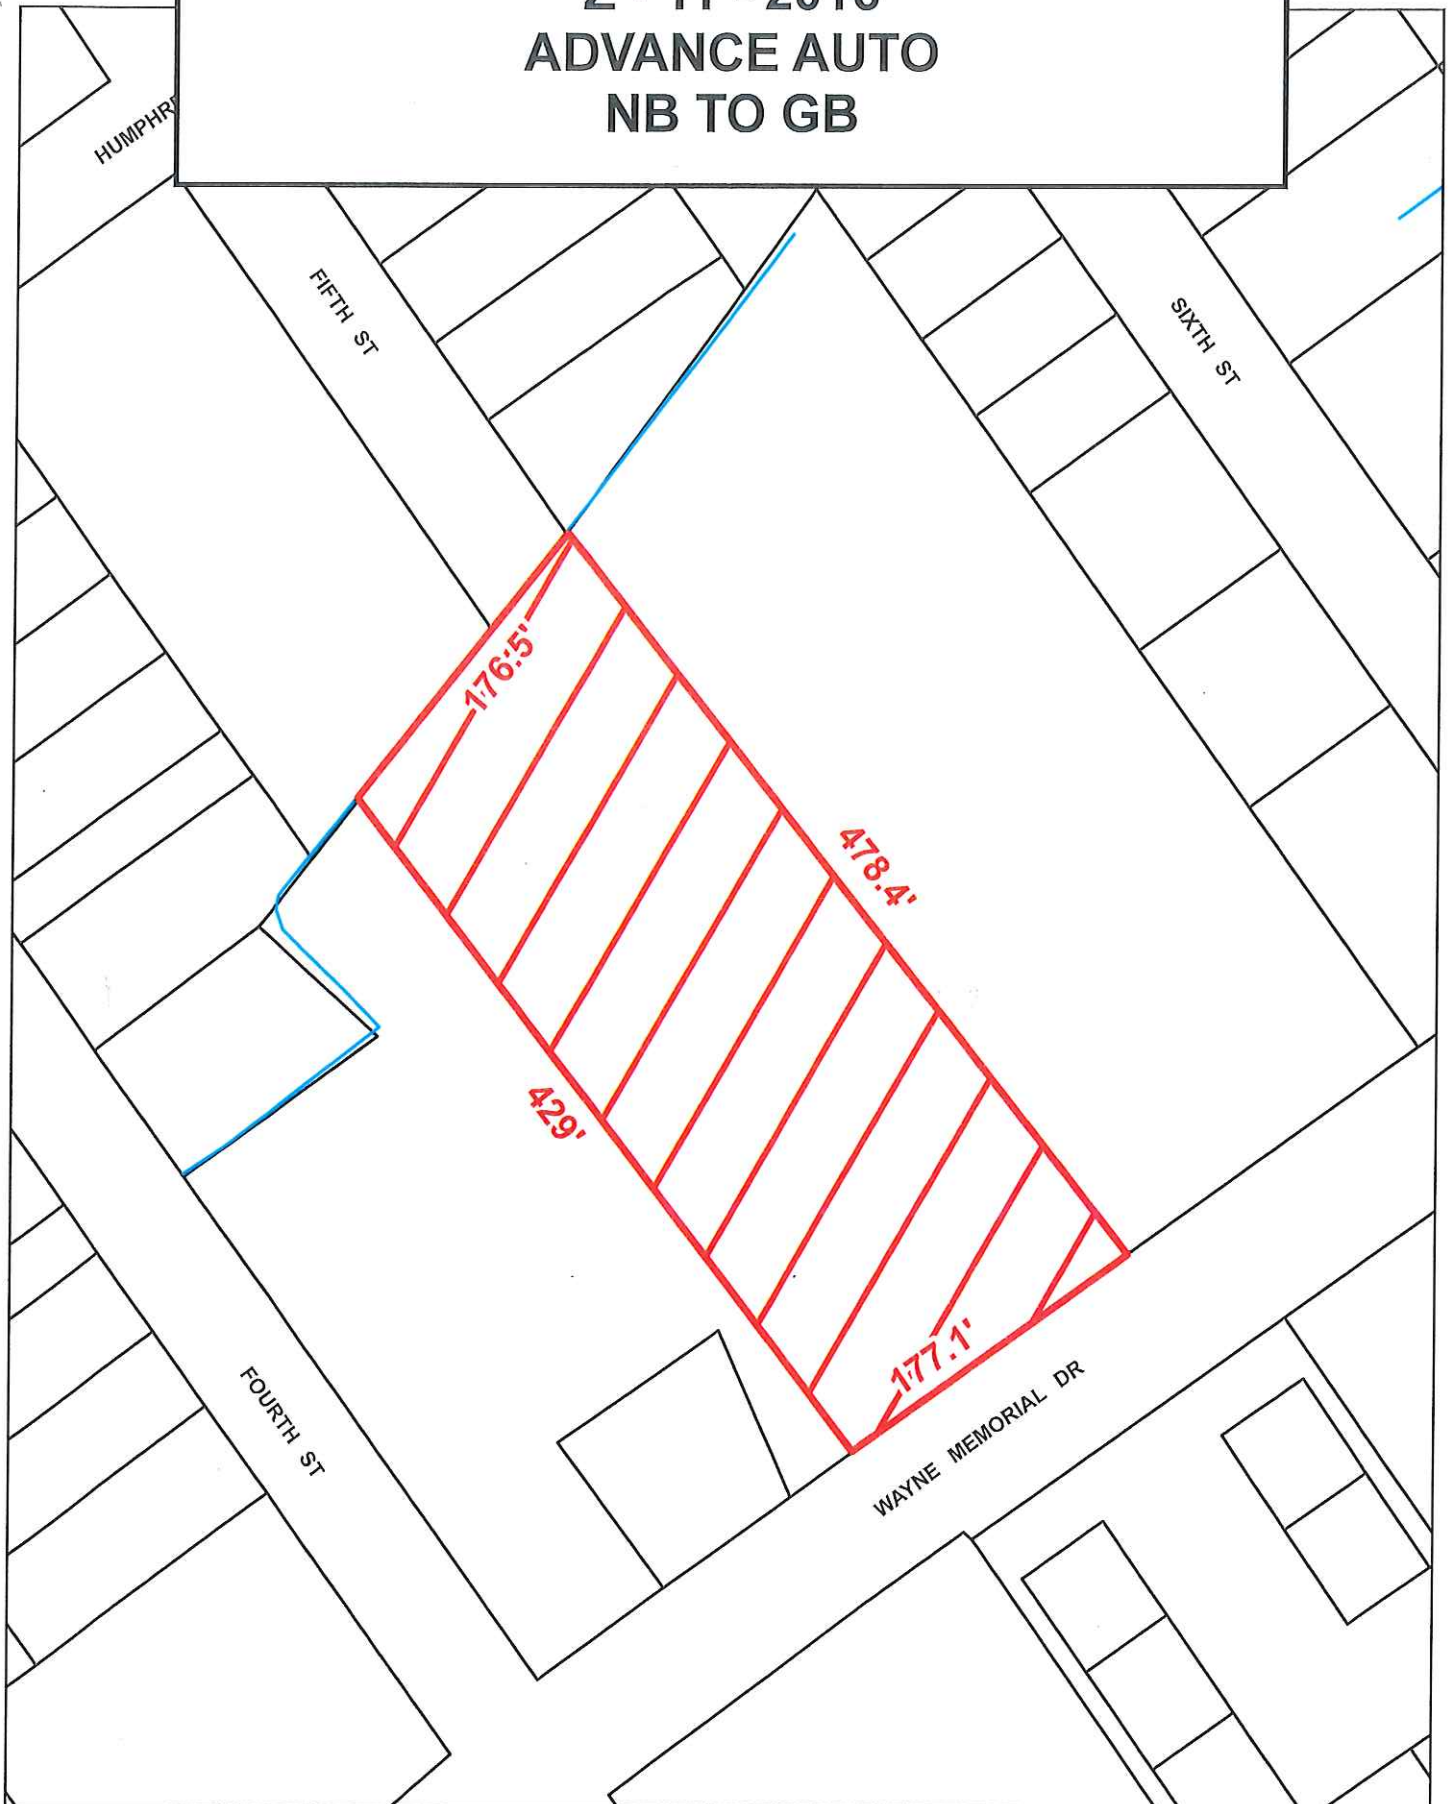 ADVANCE AUTO
NB TO GB
FIFTH ST
SIXTH ST
176.5'
478.4'
429'
177.1'
WAYNE MEMORIAL DR
FOURTH ST